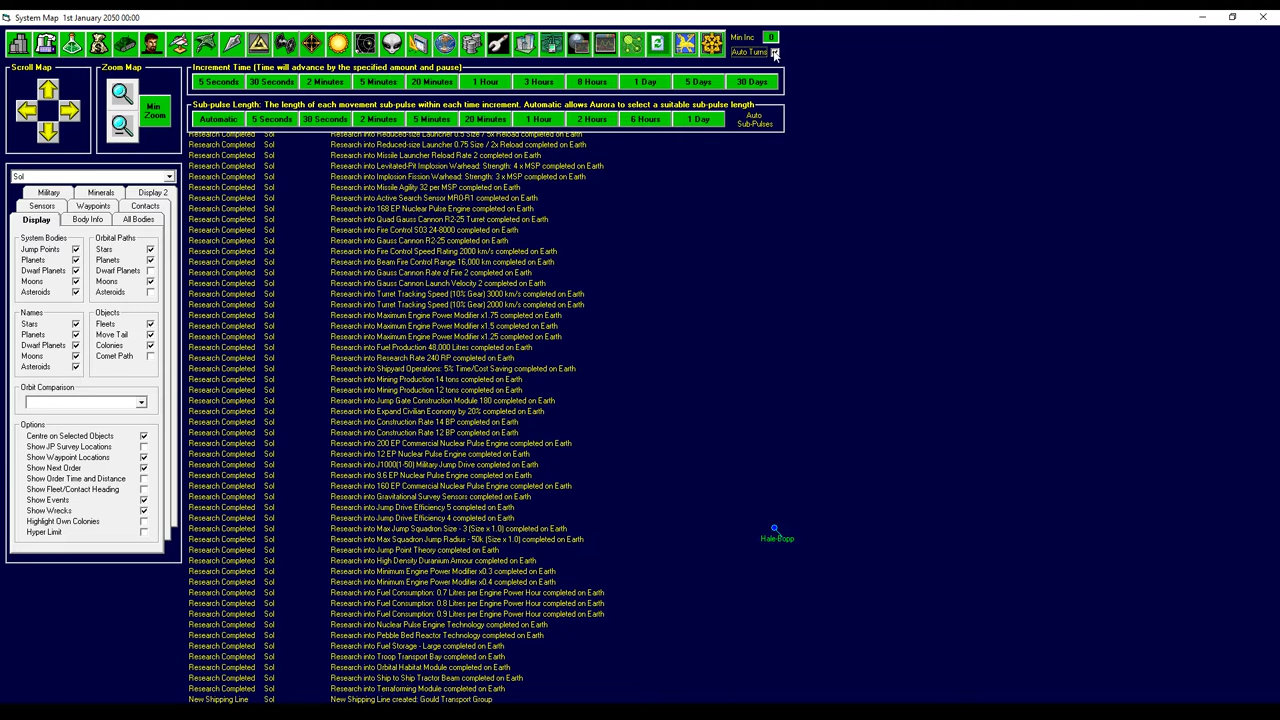 System Map  1st January 2050 00:00
Min Inc 0
Auto Turns
Scroll Map
Zoom Map
Min Zoom
Increment Time (Time will advance by the specified amount and pause)
5 Seconds 30 Seconds 2 Minutes 5 Minutes 20 Minutes 1 Hour 3 Hours 8 Hours 1 Day 5 Days 30 Days
Sub-pulse Length: The length of each movement sub-pulse within each time increment. Automatic allows Aurora to select a suitable sub-pulse length
Automatic 5 Seconds 30 Seconds 2 Minutes 5 Minutes 20 Minutes 1 Hour 2 Hours 6 Hours 1 Day Auto Sub-Pulses
Sol
Military Minerals Display 2
Sensors Waypoints Contacts
Display Body Info All Bodies
System Bodies
Jump Points
Planets
Dwarf Planets
Moons
Asteroids
Orbital Paths
Stars
Planets
Dwarf Planets
Moons
Asteroids
Names
Stars
Planets
Dwarf Planets
Moons
Asteroids
Objects
Fleets
Move Tail
Colonies
Comet Path
Orbit Comparison
Options
Centre on Selected Objects
Show JP Survey Locations
Show Waypoint Locations
Show Next Order
Show Order Time and Distance
Show Fleet/Contact Heading
Show Events
Show Wrecks
Highlight Own Colonies
Hyper Limit
Research Completed Sol Research into Reduced-size Launcher 0.5 Size / 5x Reload completed on Earth
Research Completed Sol Research into Reduced-size Launcher 0.75 Size / 2x Reload completed on Earth
Research Completed Sol Research into Missile Launcher Reload Rate 2 completed on Earth
Research Completed Sol Research into Levitated-Pit Implosion Warhead: Strength: 4 x MSP completed on Earth
Research Completed Sol Research into Implosion Fission Warhead: Strength: 3 x MSP completed on Earth
Research Completed Sol Research into Missile Agility 32 per MSP completed on Earth
Research Completed Sol Research into Active Search Sensor MR0-R1 completed on Earth
Research Completed Sol Research into 168 EP Nuclear Pulse Engine completed on Earth
Research Completed Sol Research into Quad Gauss Cannon R2-25 Turret completed on Earth
Research Completed Sol Research into Fire Control S03 24-8000 completed on Earth
Research Completed Sol Research into Gauss Cannon R2-25 completed on Earth
Research Completed Sol Research into Fire Control Speed Rating 2000 km/s completed on Earth
Research Completed Sol Research into Beam Fire Control Range 16,000 km completed on Earth
Research Completed Sol Research into Gauss Cannon Rate of Fire 2 completed on Earth
Research Completed Sol Research into Gauss Cannon Launch Velocity 2 completed on Earth
Research Completed Sol Research into Turret Tracking Speed (10% Gear) 3000 km/s completed on Earth
Research Completed Sol Research into Turret Tracking Speed (10% Gear) 2000 km/s completed on Earth
Research Completed Sol Research into Maximum Engine Power Modifier x1.75 completed on Earth
Research Completed Sol Research into Maximum Engine Power Modifier x1.5 completed on Earth
Research Completed Sol Research into Maximum Engine Power Modifier x1.25 completed on Earth
Research Completed Sol Research into Fuel Production 48,000 Litres completed on Earth
Research Completed Sol Research into Research Rate 240 RP completed on Earth
Research Completed Sol Research into Shipyard Operations: 5% Time/Cost Saving completed on Earth
Research Completed Sol Research into Mining Production 14 tons completed on Earth
Research Completed Sol Research into Mining Production 12 tons completed on Earth
Research Completed Sol Research into Jump Gate Construction Module 180 completed on Earth
Research Completed Sol Research into Expand Civilian Economy by 20% completed on Earth
Research Completed Sol Research into Construction Rate 14 BP completed on Earth
Research Completed Sol Research into Construction Rate 12 BP completed on Earth
Research Completed Sol Research into 200 EP Commercial Nuclear Pulse Engine completed on Earth
Research Completed Sol Research into 12 EP Nuclear Pulse Engine completed on Earth
Research Completed Sol Research into J1000(1-50) Military Jump Drive completed on Earth
Research Completed Sol Research into 9.6 EP Nuclear Pulse Engine completed on Earth
Research Completed Sol Research into 160 EP Commercial Nuclear Pulse Engine completed on Earth
Research Completed Sol Research into Gravitational Survey Sensors completed on Earth
Research Completed Sol Research into Jump Drive Efficiency 5 completed on Earth
Research Completed Sol Research into Jump Drive Efficiency 4 completed on Earth
Research Completed Sol Research into Max Jump Squadron Size - 3 (Size x 1.0) completed on Earth
Research Completed Sol Research into Max Squadron Jump Radius - 50k (Size x 1.0) completed on Earth
Research Completed Sol Research into Jump Point Theory completed on Earth
Research Completed Sol Research into High Density Duranium Armour completed on Earth
Research Completed Sol Research into Minimum Engine Power Modifier x0.3 completed on Earth
Research Completed Sol Research into Minimum Engine Power Modifier x0.4 completed on Earth
Research Completed Sol Research into Fuel Consumption: 0.7 Litres per Engine Power Hour completed on Earth
Research Completed Sol Research into Fuel Consumption: 0.8 Litres per Engine Power Hour completed on Earth
Research Completed Sol Research into Fuel Consumption: 0.9 Litres per Engine Power Hour completed on Earth
Research Completed Sol Research into Nuclear Pulse Engine Technology completed on Earth
Research Completed Sol Research into Pebble Bed Reactor Technology completed on Earth
Research Completed Sol Research into Fuel Storage - Large completed on Earth
Research Completed Sol Research into Troop Transport Bay completed on Earth
Research Completed Sol Research into Orbital Habitat Module completed on Earth
Research Completed Sol Research into Ship to Ship Tractor Beam completed on Earth
Research Completed Sol Research into Terraforming Module completed on Earth
New Shipping Line Sol New Shipping Line created: Gould Transport Group
Hale-Bopp